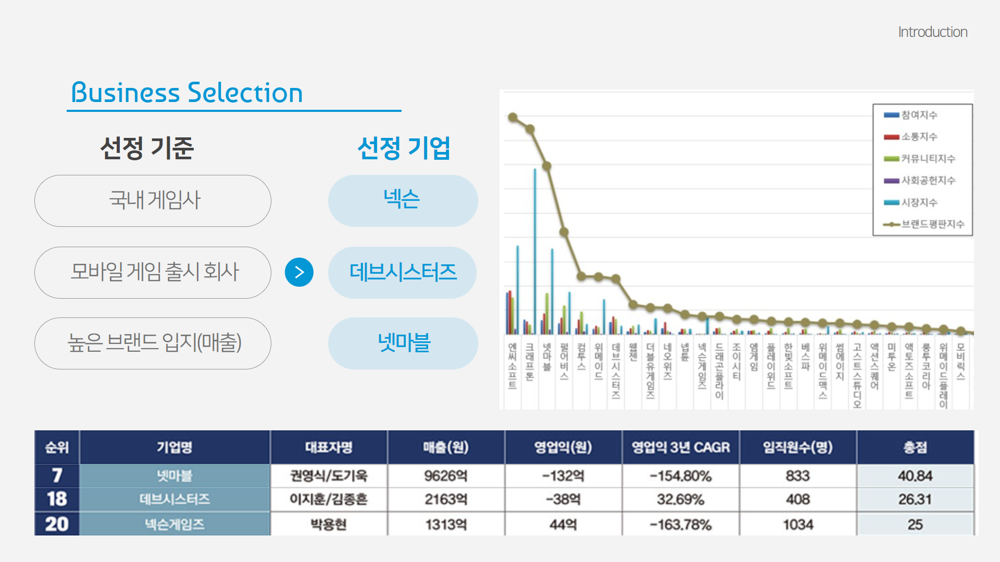 Introduction
Business Selection
선정 기준
선정 기업
국내 게임사
넥슨
모바일 게임 출시 회사
>
데브시스터즈
높은 브랜드 입지(매출)
넷마블
참여지수
소통지수
커뮤니티지수
사회공헌지수
시장지수
브랜드평판지수
엔씨소프트
크래프톤
넷마블
펄어비스
컴투스
위메이드
데브시스터즈
웹젠
더블유게임즈
네오위즈
넵튠
넥슨게임즈
드래곤플라이
조이시티
엠게임
플레이위드
한빛소프트
베스파
위메이드맥스
썸에이지
고스트스튜디오
액션스퀘어
미투온
액토즈소프트
룽투코리아
위메이드플레이
모비릭스
순위 기업명 대표자명 매출(원) 영업익(원) 영업익 3년 CAGR 임직원수(명) 총점
7 넷마블 권영식/도기욱 9626억 -132억 -154.80% 833 40.84
18 데브시스터즈 이지훈/김종흔 2163억 -38억 32.69% 408 26.31
20 넥슨게임즈 박용현 1313억 44억 -163.78% 1034 25